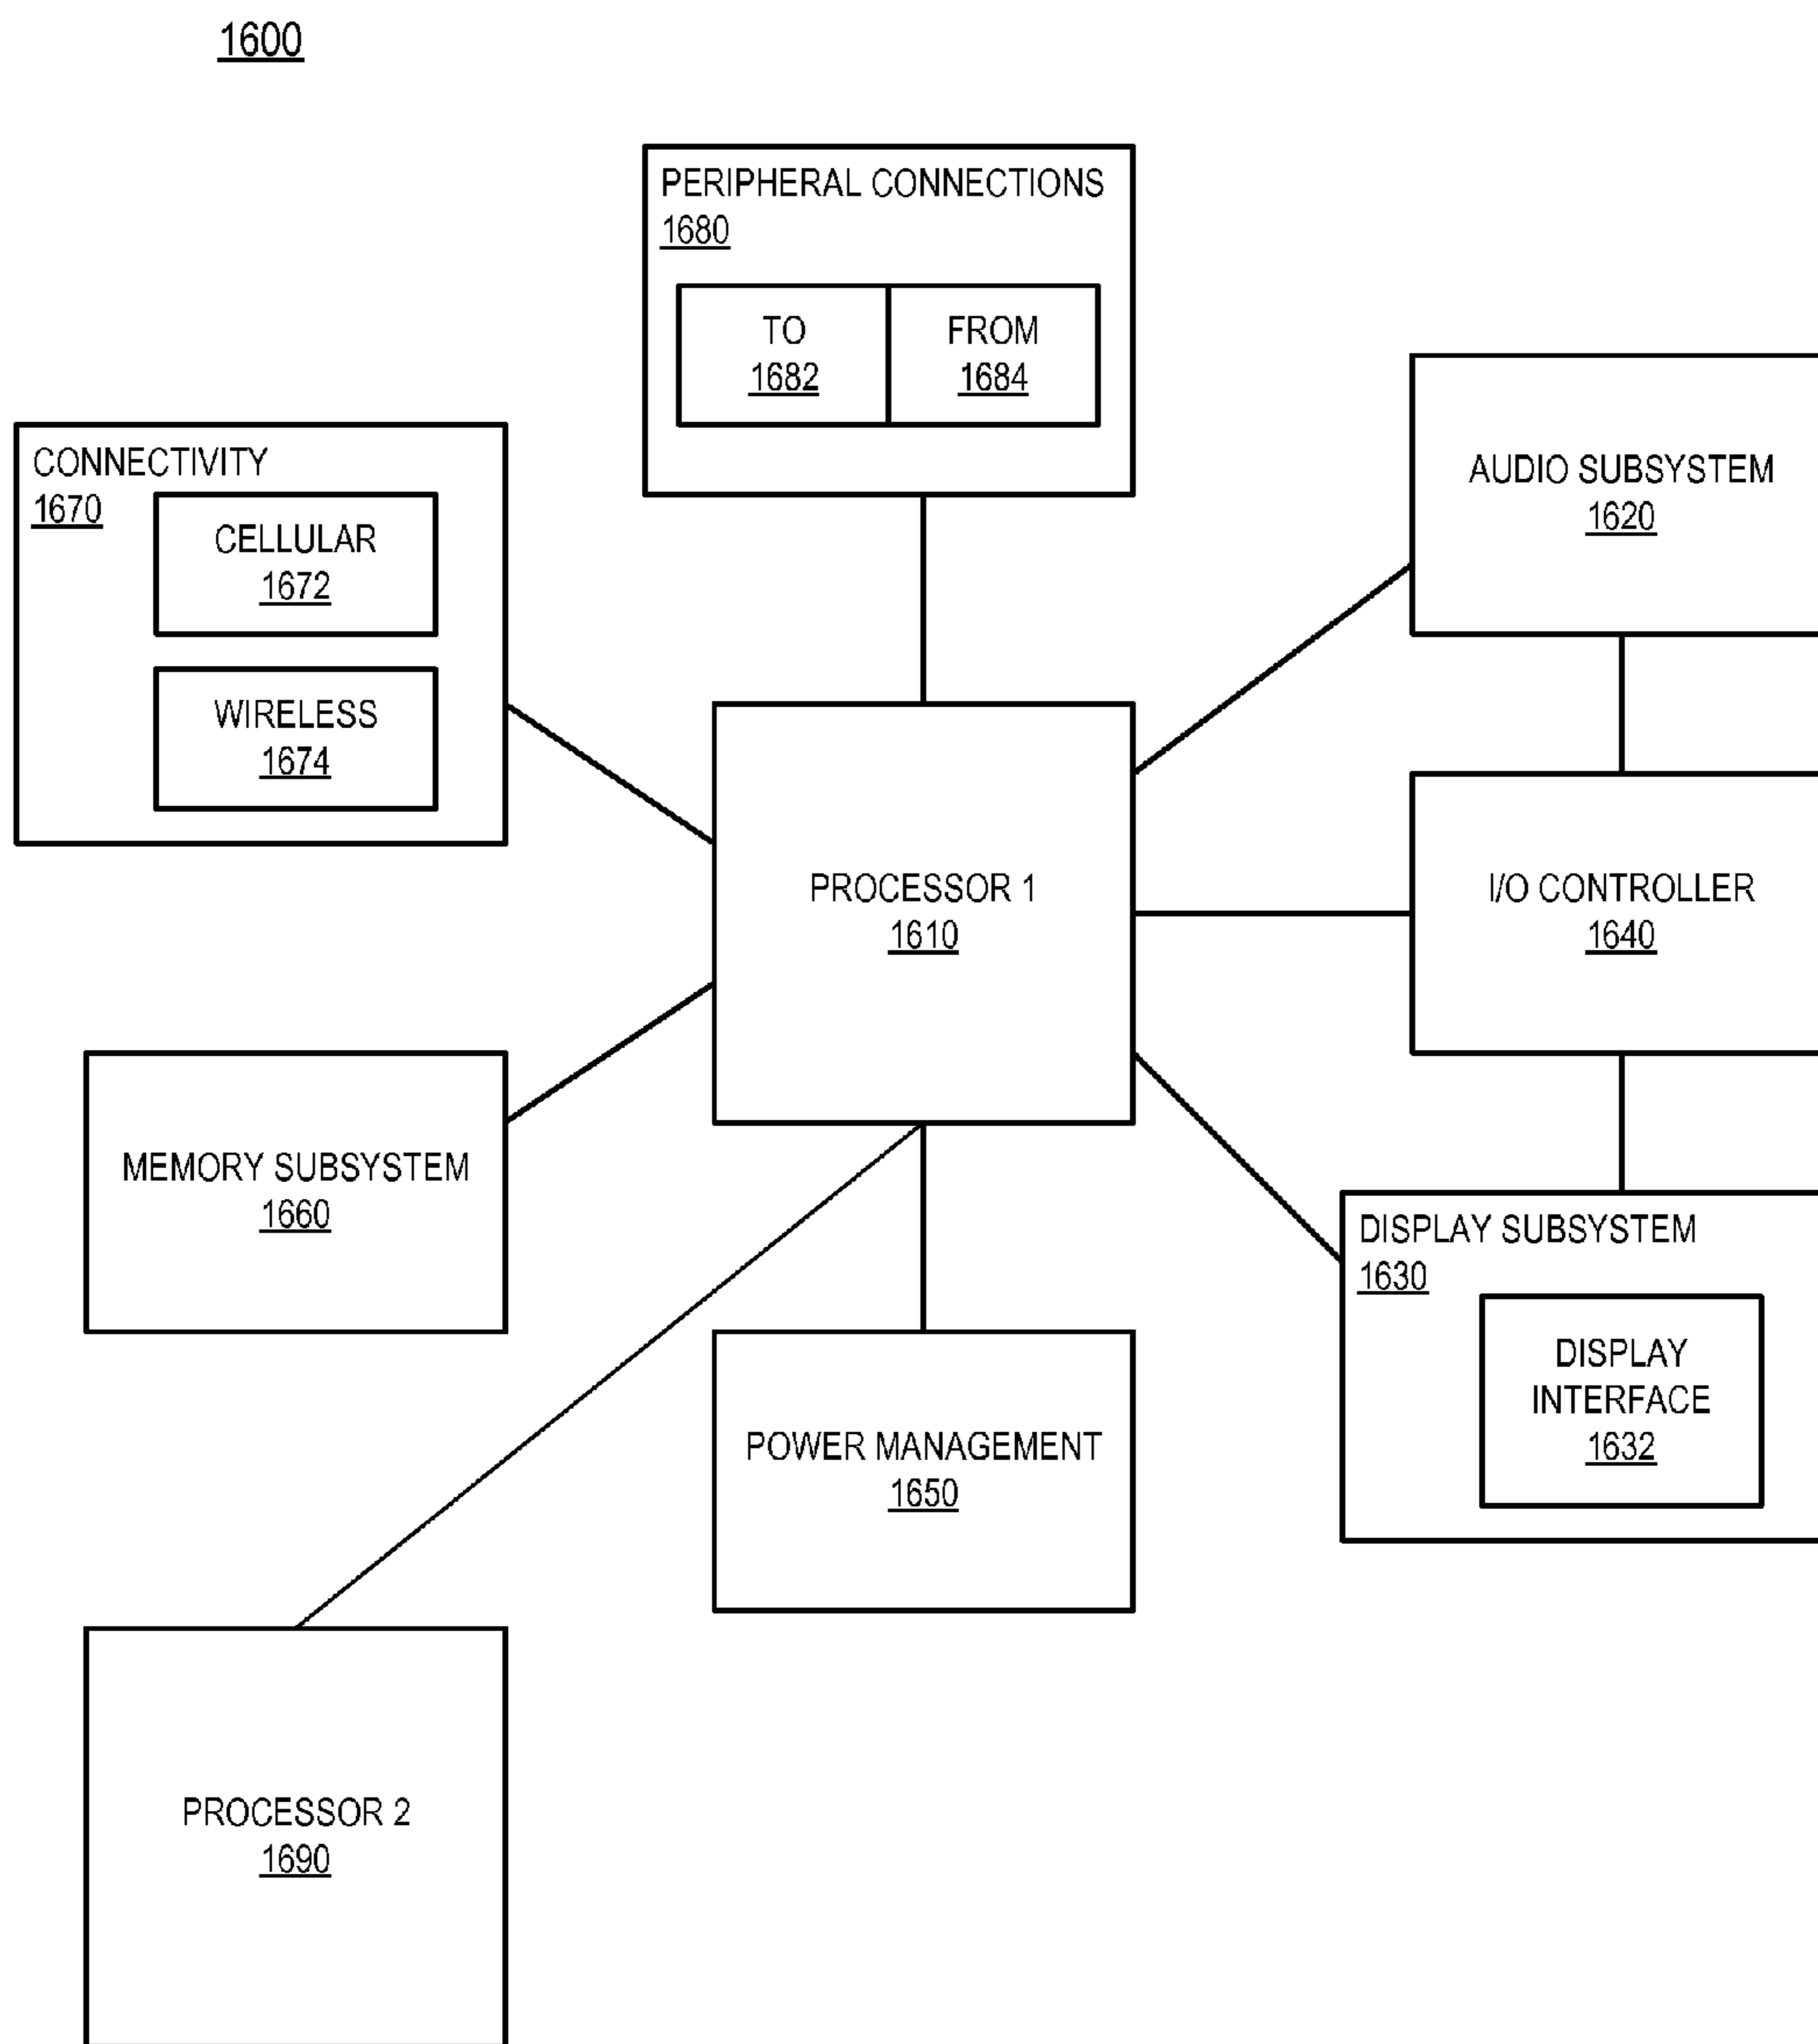 1600
PERIPHERAL CONNECTIONS
1680
TO
1682
FROM
1684
CONNECTIVITY
1670
CELLULAR
1672
WIRELESS
1674
AUDIO SUBSYSTEM
1620
PROCESSOR 1
1610
I/O CONTROLLER
1640
MEMORY SUBSYSTEM
1660
DISPLAY SUBSYSTEM
1630
DISPLAY
INTERFACE
1632
POWER MANAGEMENT
1650
PROCESSOR 2
1690